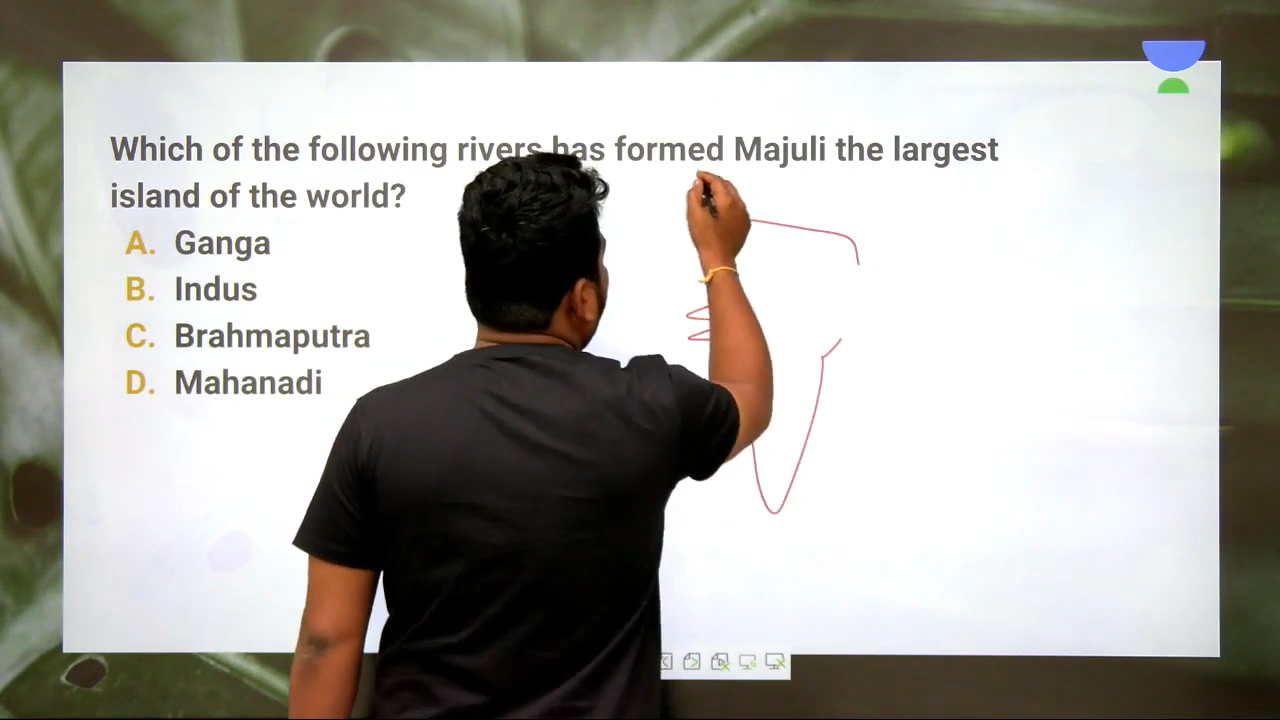 Which of the following rivers has formed Majuli the largest
island of the world?
A. Ganga
B. Indus
C. Brahmaputra
D. Mahanadi